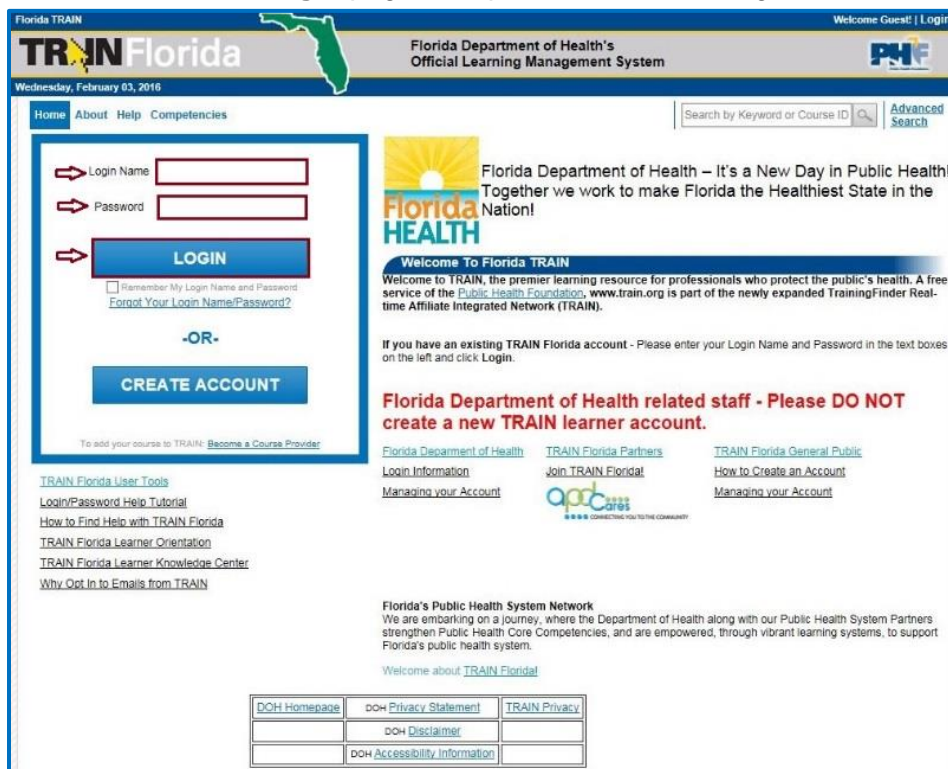 Florida TRAIN
Welcome Guest! | Login
TRAIN Florida
Florida Department of Health's
Official Learning Management System
PHF
Wednesday, February 03, 2016
Home About Help Competencies
Search by Keyword or Course ID
Advanced
Search
Login Name
Password
LOGIN
Remember My Login Name and Password
Forgot Your Login Name/Password?
-OR-
CREATE ACCOUNT
To add your course to TRAIN: Become a Course Provider
TRAIN Florida User Tools
Login/Password Help Tutorial
How to Find Help with TRAIN Florida
TRAIN Florida Learner Orientation
TRAIN Florida Learner Knowledge Center
Why Opt In to Emails from TRAIN
Florida
HEALTH
Florida Department of Health – It's a New Day in Public Health!
Together we work to make Florida the Healthiest State in the
Nation!
Welcome To Florida TRAIN
Welcome to TRAIN, the premier learning resource for professionals who protect the public's health. A free
service of the Public Health Foundation, www.train.org is part of the newly expanded TrainingFinder Real-
time Affiliate Integrated Network (TRAIN).
If you have an existing TRAIN Florida account - Please enter your Login Name and Password in the text boxes
on the left and click Login.
Florida Department of Health related staff - Please DO NOT
create a new TRAIN learner account.
Florida Deparment of Health
Login Information
Managing your Account
TRAIN Florida Partners
Join TRAIN Florida!
apdCares
CONNECTING YOU TO THE COMMUNITY
TRAIN Florida General Public
How to Create an Account
Managing your Account
Florida's Public Health System Network
We are embarking on a journey, where the Department of Health along with our Public Health System Partners
strengthen Public Health Core Competencies, and are empowered, through vibrant learning systems, to support
Florida's public health system.
Welcome about TRAIN Florida!
DOH Homepage DOH Privacy Statement TRAIN Privacy
DOH Disclaimer
DOH Accessibility Information